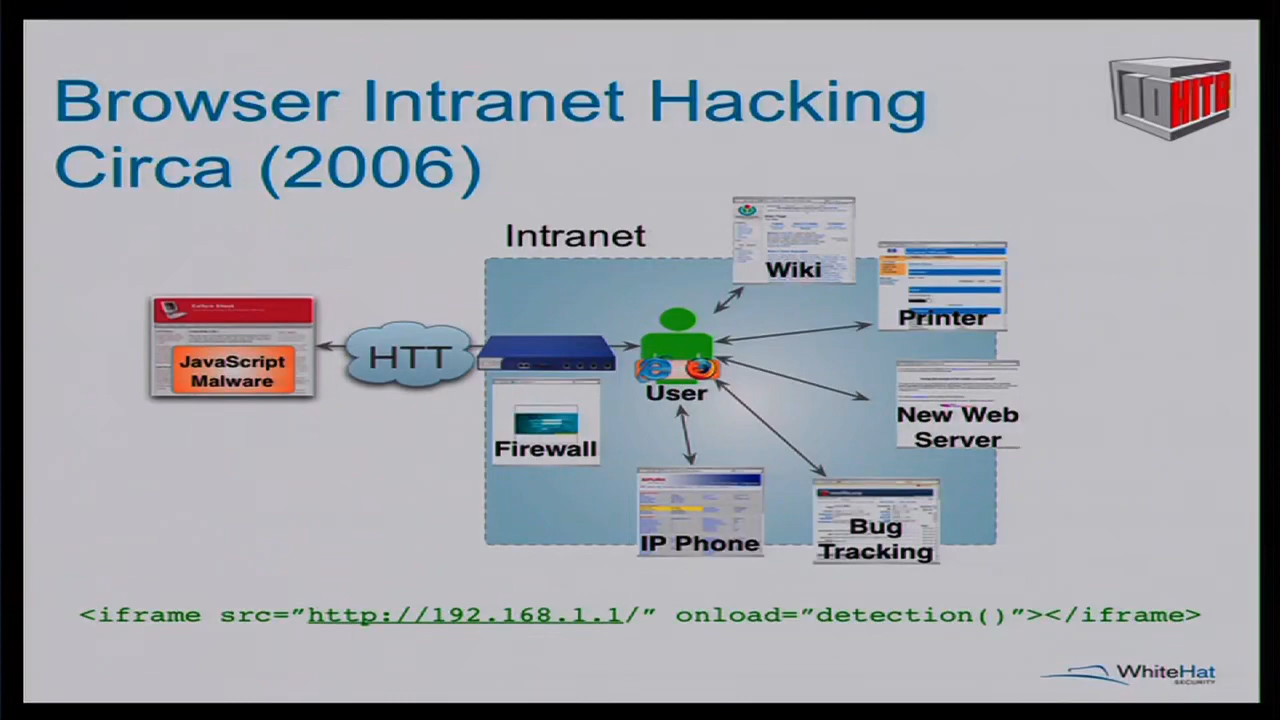 Browser Intranet Hacking
Circa (2006)
HITB
Intranet
Wiki
Printer
JavaScript
Malware
HTT
User
Firewall
New Web
Server
IP Phone
Bug
Tracking
<iframe src=”http://192.168.1.1/” onload=”detection()”></iframe>
WhiteHat
SECURITY